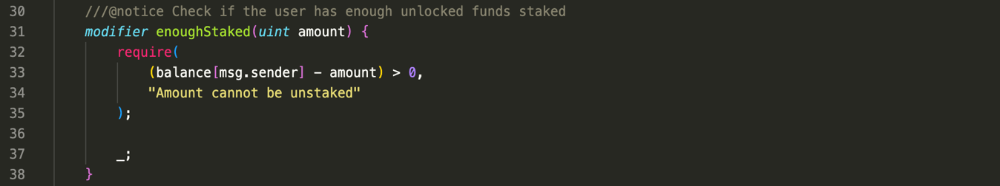 30 ///@notice Check if the user has enough unlocked funds staked
31 modifier enoughStaked(uint amount) {
32 require(
33 (balance[msg.sender] - amount) > 0,
34 "Amount cannot be unstaked"
35 );
36
37 _;
38 }